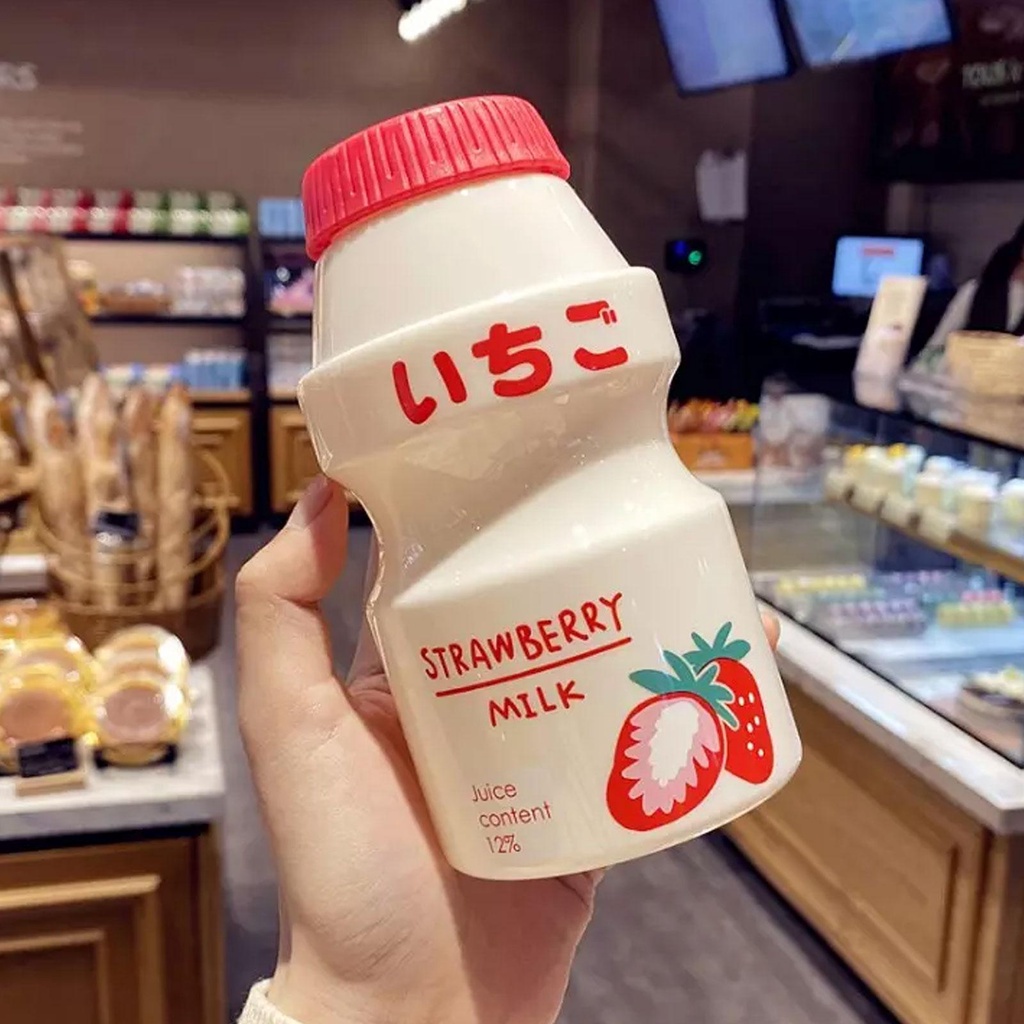 いちご
STRAWBERRY
MILK
Juice
content
12%